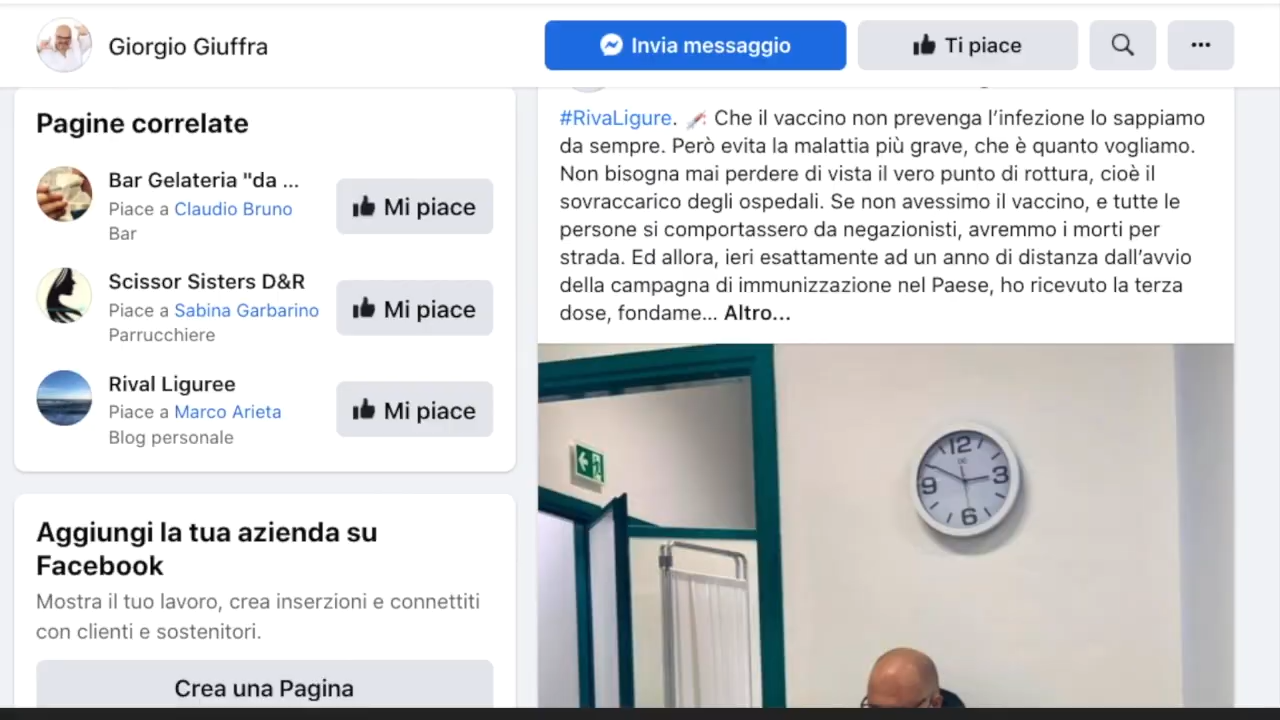 Giorgio Giuffra
Invia messaggio
Ti piace
Pagine correlate
Bar Gelateria "da ...
Piace a Claudio Bruno
Bar
Mi piace
Scissor Sisters D&R
Piace a Sabina Garbarino
Parrucchiere
Mi piace
Rival Liguree
Piace a Marco Arieta
Blog personale
Mi piace
Aggiungi la tua azienda su
Facebook
Mostra il tuo lavoro, crea inserzioni e connettiti
con clienti e sostenitori.
Crea una Pagina
#RivaLigure. 💉 Che il vaccino non prevenga l’infezione lo sappiamo
da sempre. Però evita la malattia più grave, che è quanto vogliamo.
Non bisogna mai perdere di vista il vero punto di rottura, cioè il
sovraccarico degli ospedali. Se non avessimo il vaccino, e tutte le
persone si comportassero da negazionisti, avremmo i morti per
strada. Ed allora, ieri esattamente ad un anno di distanza dall’avvio
della campagna di immunizzazione nel Paese, ho ricevuto la terza
dose, fondame... Altro...
12
3
9
6